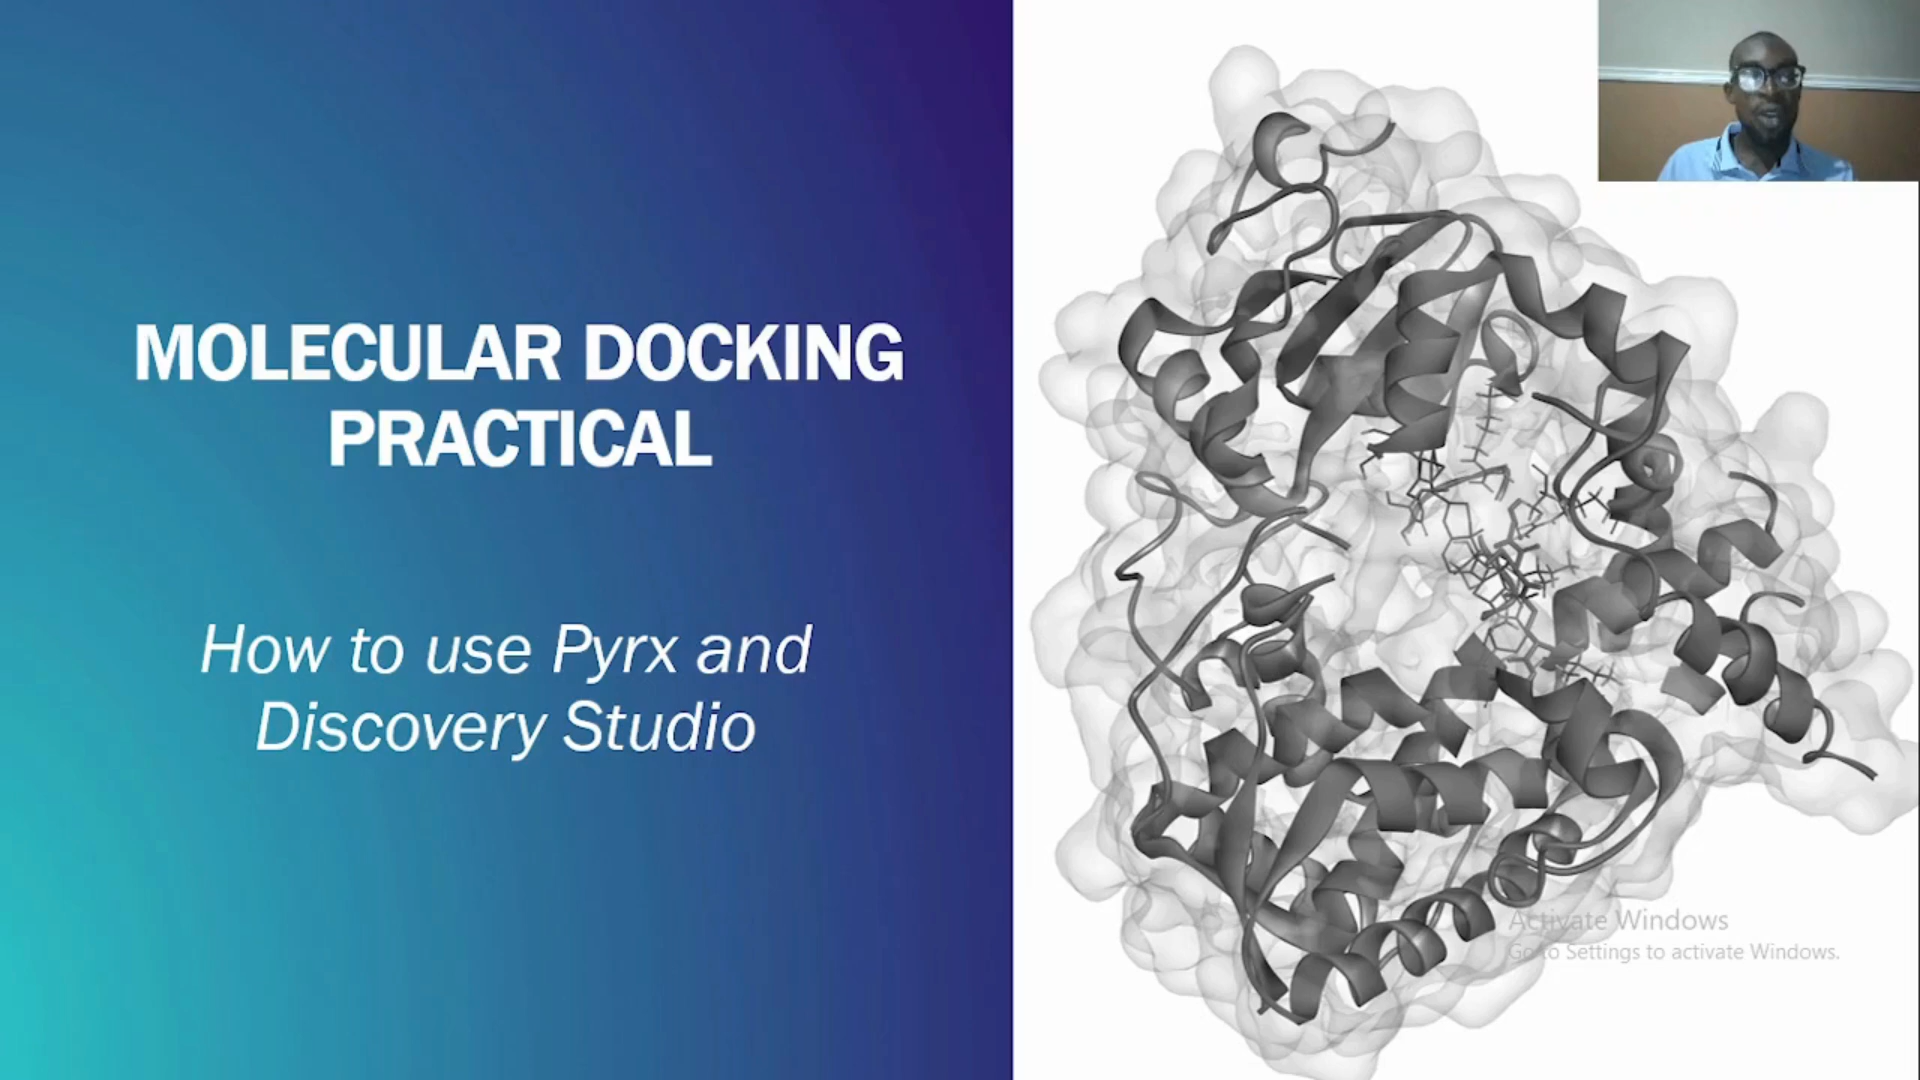 MOLECULAR DOCKING
PRACTICAL
How to use Pyrx and
Discovery Studio
Activate Windows
Go to Settings to activate Windows.